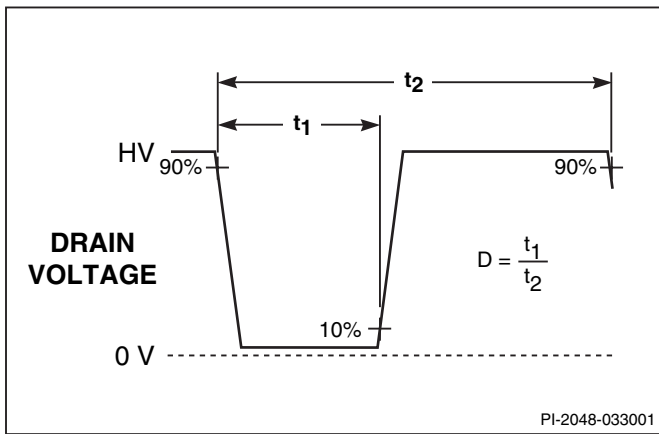 t2
t1
HV
90%
90%
DRAIN
VOLTAGE
D = t1/t2
10%
0 V
PI-2048-033001